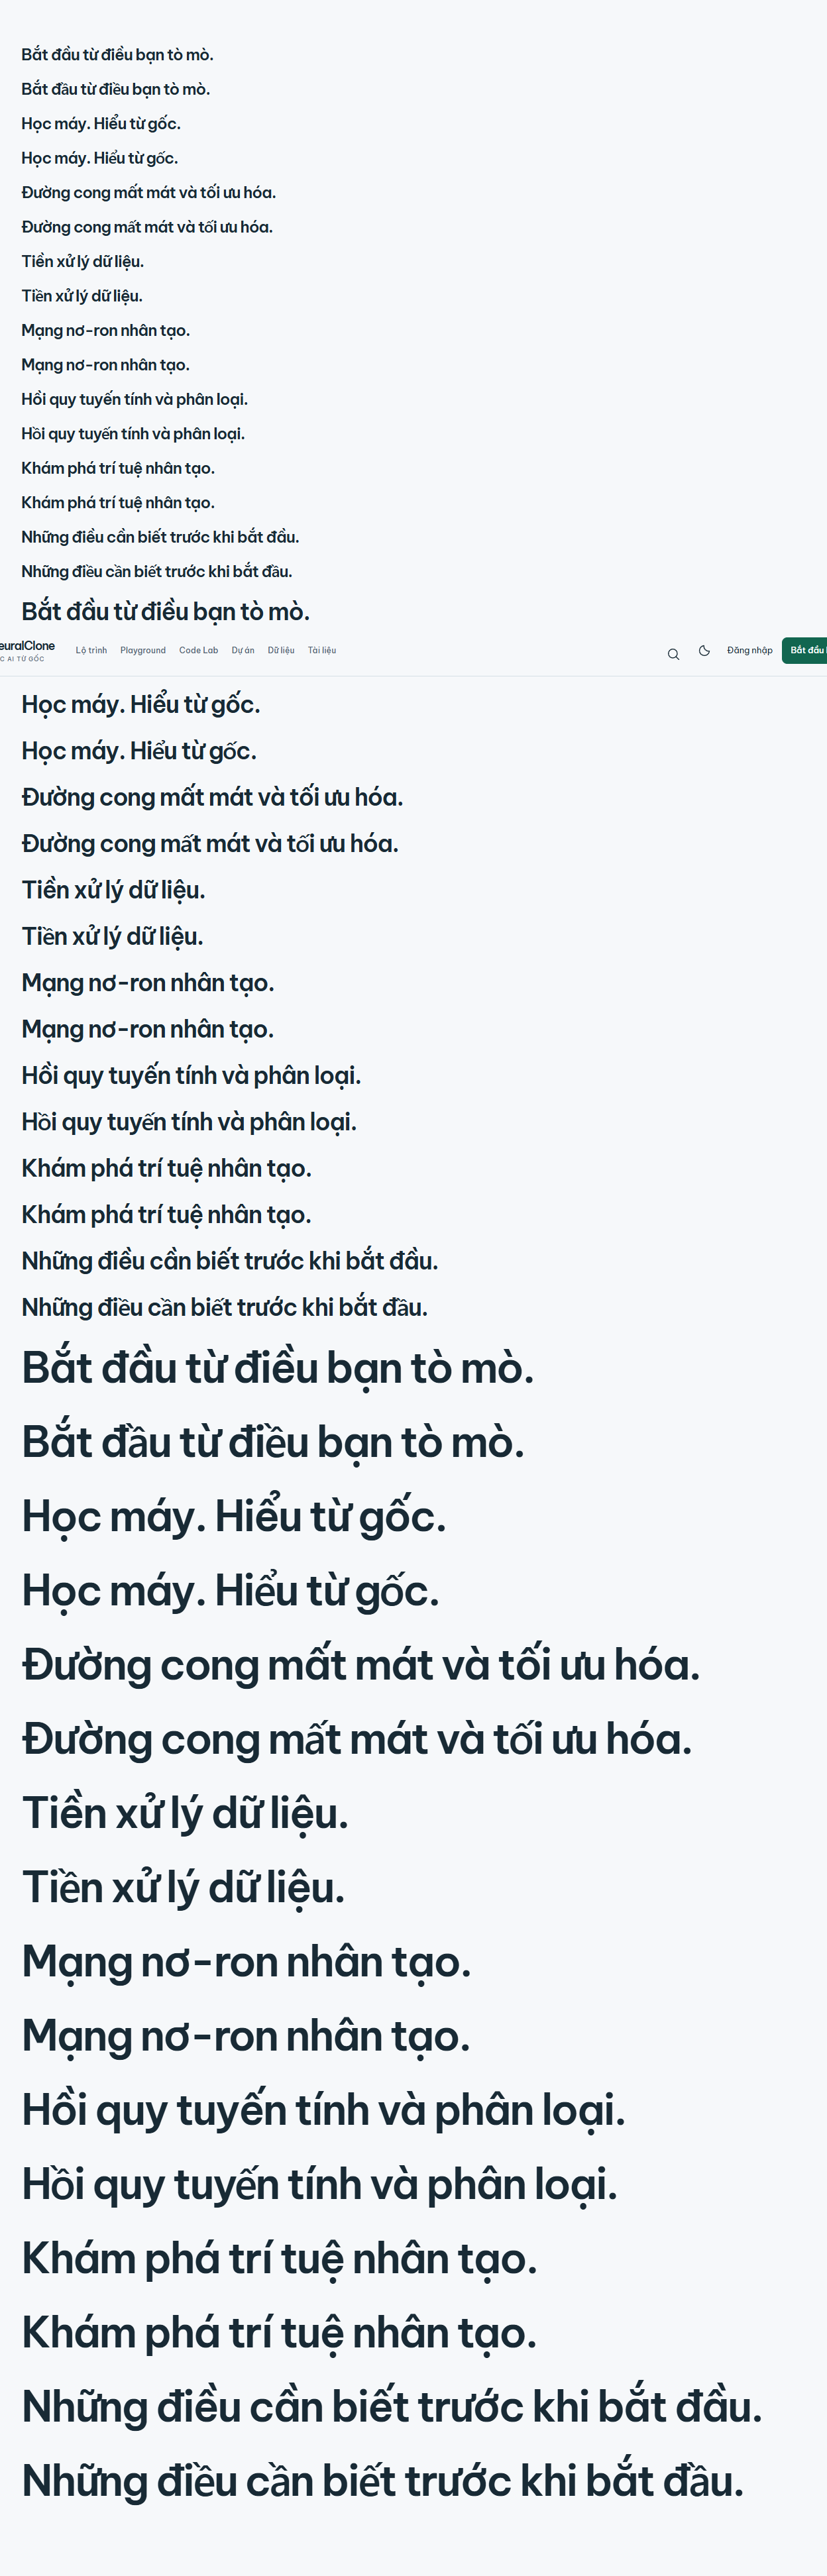 Bắt đầu từ điều bạn tò mò.
Bắt đầu từ điều bạn tò mò.
Học máy. Hiểu từ gốc.
Học máy. Hiểu từ gốc.
Đường cong mất mát và tối ưu hóa.
Đường cong mất mát và tối ưu hóa.
Tiền xử lý dữ liệu.
Tiền xử lý dữ liệu.
Mạng nơ-ron nhân tạo.
Mạng nơ-ron nhân tạo.
Hồi quy tuyến tính và phân loại.
Hồi quy tuyến tính và phân loại.
Khám phá trí tuệ nhân tạo.
Khám phá trí tuệ nhân tạo.
Những điều cần biết trước khi bắt đầu.
Những điều cần biết trước khi bắt đầu.
Bắt đầu từ điều bạn tò mò.
euralClone Lộ trình Playground Code Lab Dự án Dữ liệu Tài liệu Đăng nhập Bắt đầu
C AI TỪ GỐC
Học máy. Hiểu từ gốc.
Học máy. Hiểu từ gốc.
Đường cong mất mát và tối ưu hóa.
Đường cong mất mát và tối ưu hóa.
Tiền xử lý dữ liệu.
Tiền xử lý dữ liệu.
Mạng nơ-ron nhân tạo.
Mạng nơ-ron nhân tạo.
Hồi quy tuyến tính và phân loại.
Hồi quy tuyến tính và phân loại.
Khám phá trí tuệ nhân tạo.
Khám phá trí tuệ nhân tạo.
Những điều cần biết trước khi bắt đầu.
Những điều cần biết trước khi bắt đầu.
Bắt đầu từ điều bạn tò mò.
Bắt đầu từ điều bạn tò mò.
Học máy. Hiểu từ gốc.
Học máy. Hiểu từ gốc.
Đường cong mất mát và tối ưu hóa.
Đường cong mất mát và tối ưu hóa.
Tiền xử lý dữ liệu.
Tiền xử lý dữ liệu.
Mạng nơ-ron nhân tạo.
Mạng nơ-ron nhân tạo.
Hồi quy tuyến tính và phân loại.
Hồi quy tuyến tính và phân loại.
Khám phá trí tuệ nhân tạo.
Khám phá trí tuệ nhân tạo.
Những điều cần biết trước khi bắt đầu.
Những điều cần biết trước khi bắt đầu.